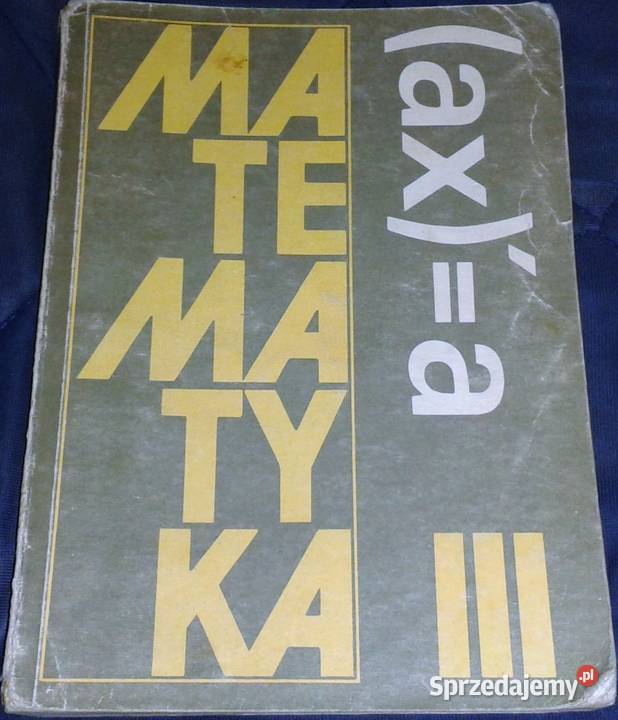 MA
TE
MA
TY
KA
(ax)′=a
III
Sprzedajemy.pl